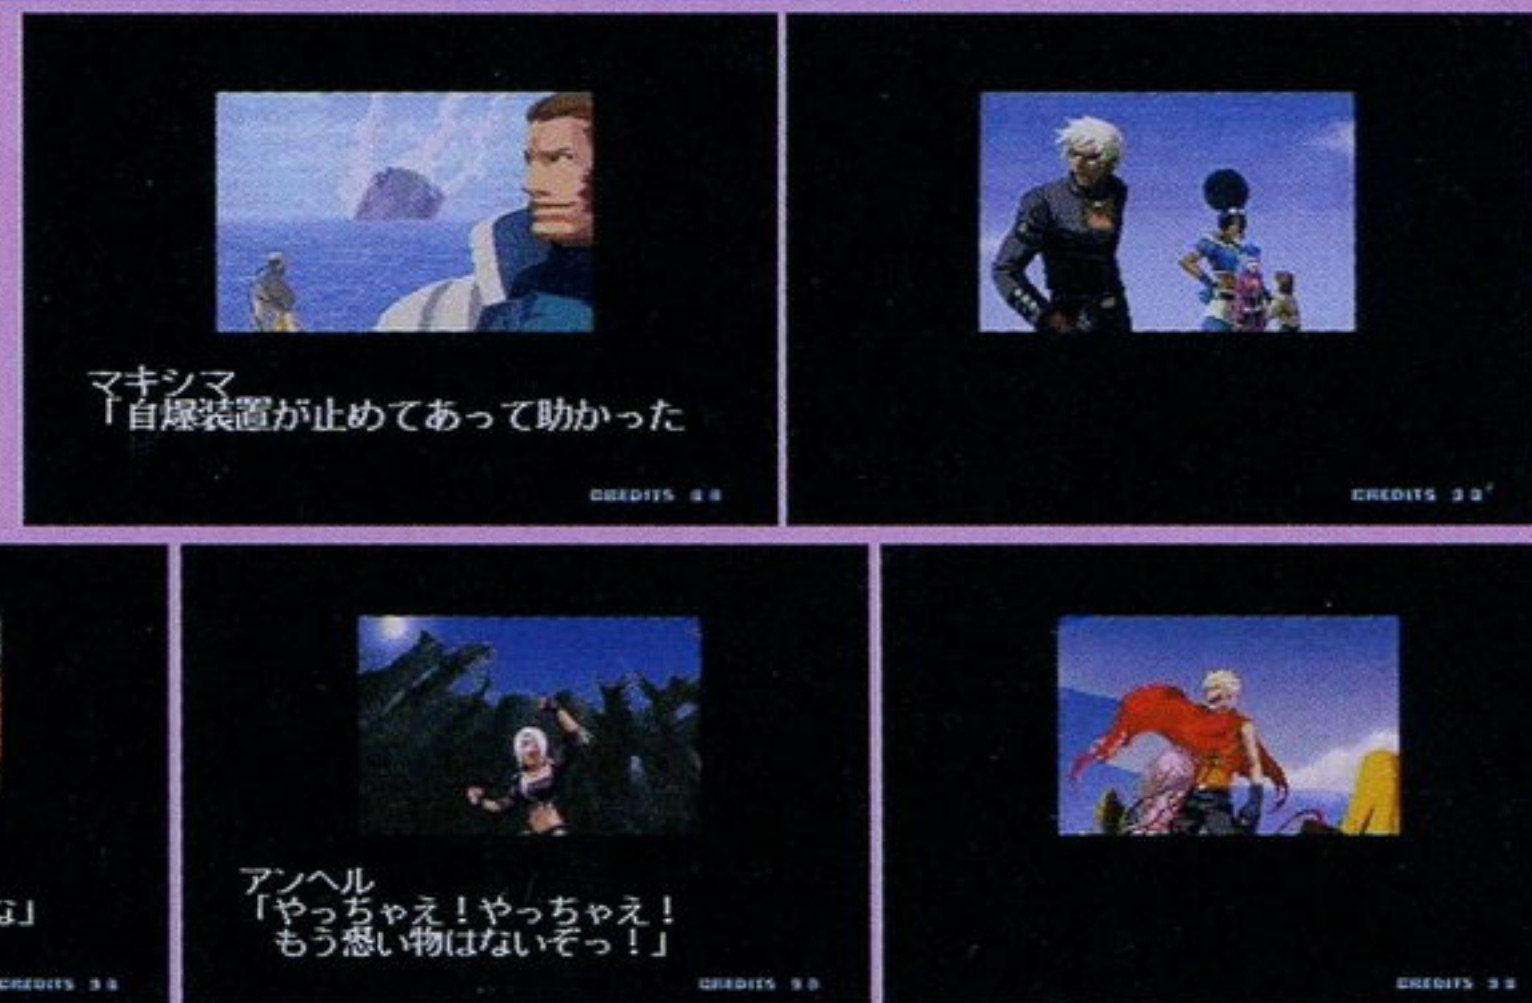 マキシマ
「自爆装置が止めてあって助かった
CREDITS
CREDITS
な」
アンヘル
「やっちゃえ！やっちゃえ！
もう恐い物はないぞっ！」
CREDITS
CREDITS
CREDITS